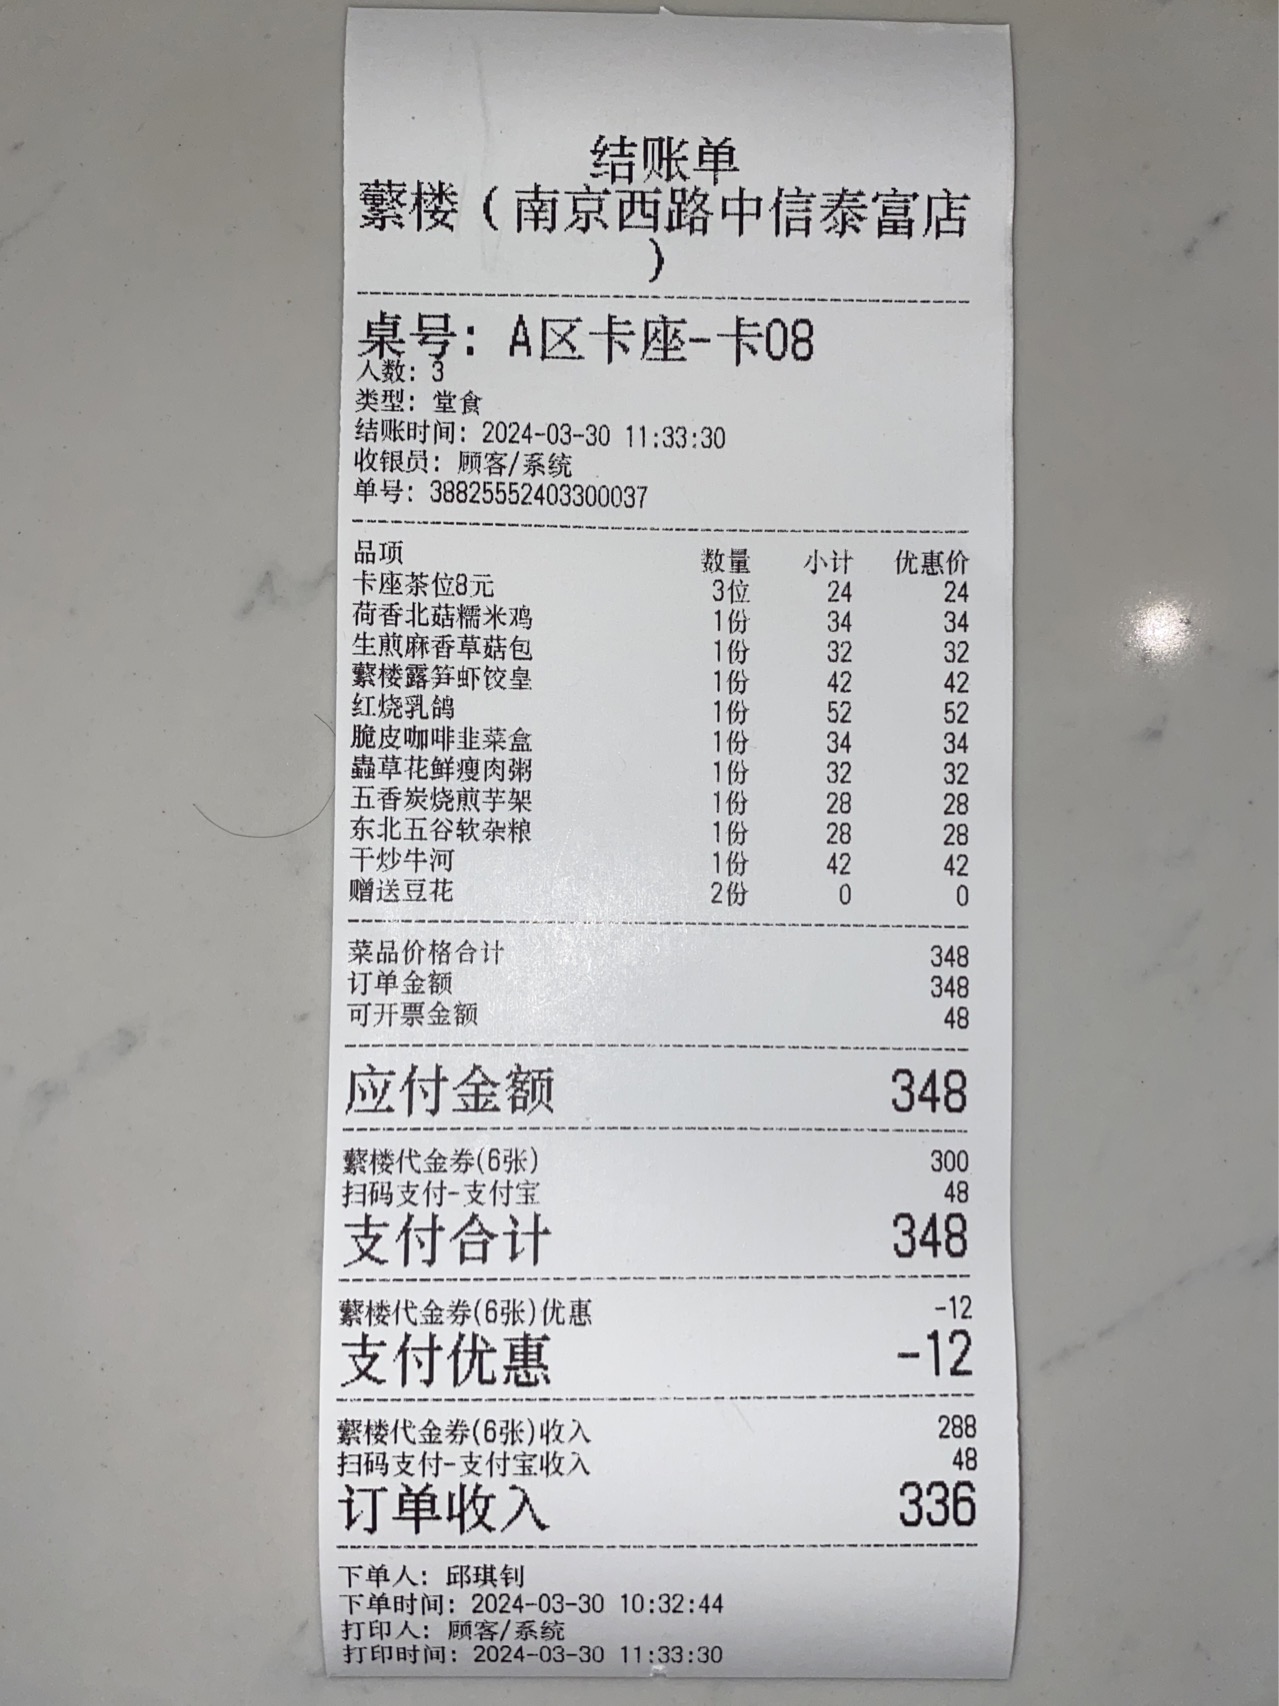 结账单
蘩楼（南京西路中信泰富店
）
桌号：A区卡座-卡08
人数：3
类型：堂食
结账时间：2024-03-30 11:33:30
收银员：顾客/系统
单号：38825552403300037
品项 数量 小计 优惠价
卡座茶位8元 3位 24 24
荷香北菇糯米鸡 1份 34 34
生煎麻香草菇包 1份 32 32
蘩楼露笋虾饺皇 1份 42 42
红烧乳鸽 1份 52 52
脆皮咖啡韭菜盒 1份 34 34
蟲草花鲜瘦肉粥 1份 32 32
五香炭烧煎芋架 1份 28 28
东北五谷软杂粮 1份 28 28
干炒牛河 1份 42 42
赠送豆花 2份 0 0
菜品价格合计 348
订单金额 348
可开票金额 48
应付金额 348
蘩楼代金券(6张) 300
扫码支付-支付宝 48
支付合计 348
蘩楼代金券(6张)优惠 -12
支付优惠 -12
蘩楼代金券(6张)收入 288
扫码支付-支付宝收入 48
订单收入 336
下单人：邱琪钊
下单时间：2024-03-30 10:32:44
打印人：顾客/系统
打印时间：2024-03-30 11:33:30